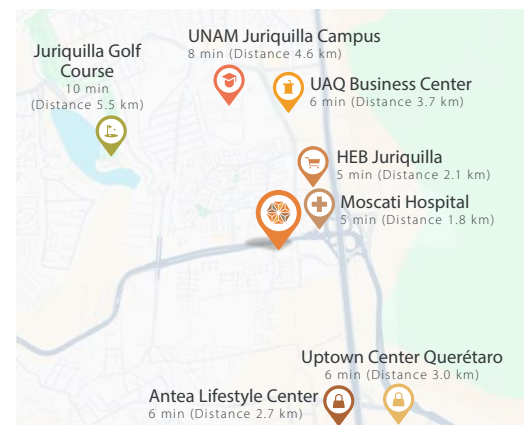 UNAM Juriquilla Campus
8 min (Distance 4.6 km)
Juriquilla Golf
Course
10 min
(Distance 5.5 km)
UAQ Business Center
6 min (Distance 3.7 km)
HEB Juriquilla
5 min (Distance 2.1 km)
Moscati Hospital
5 min (Distance 1.8 km)
Uptown Center Querétaro
6 min (Distance 3.0 km)
Antea Lifestyle Center
6 min (Distance 2.7 km)